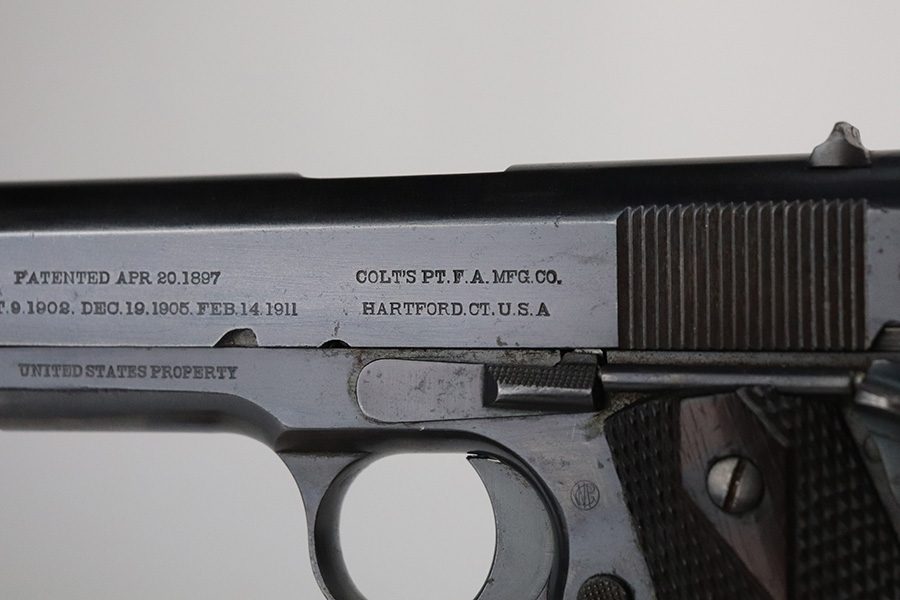 PATENTED APR. 20.1897
T.9.1902. DEC.19.1905. FEB.14.1911
COLT'S PT.F.A.MFG.CO.
HARTFORD.CT.U.S.A
UNITED STATES PROPERTY